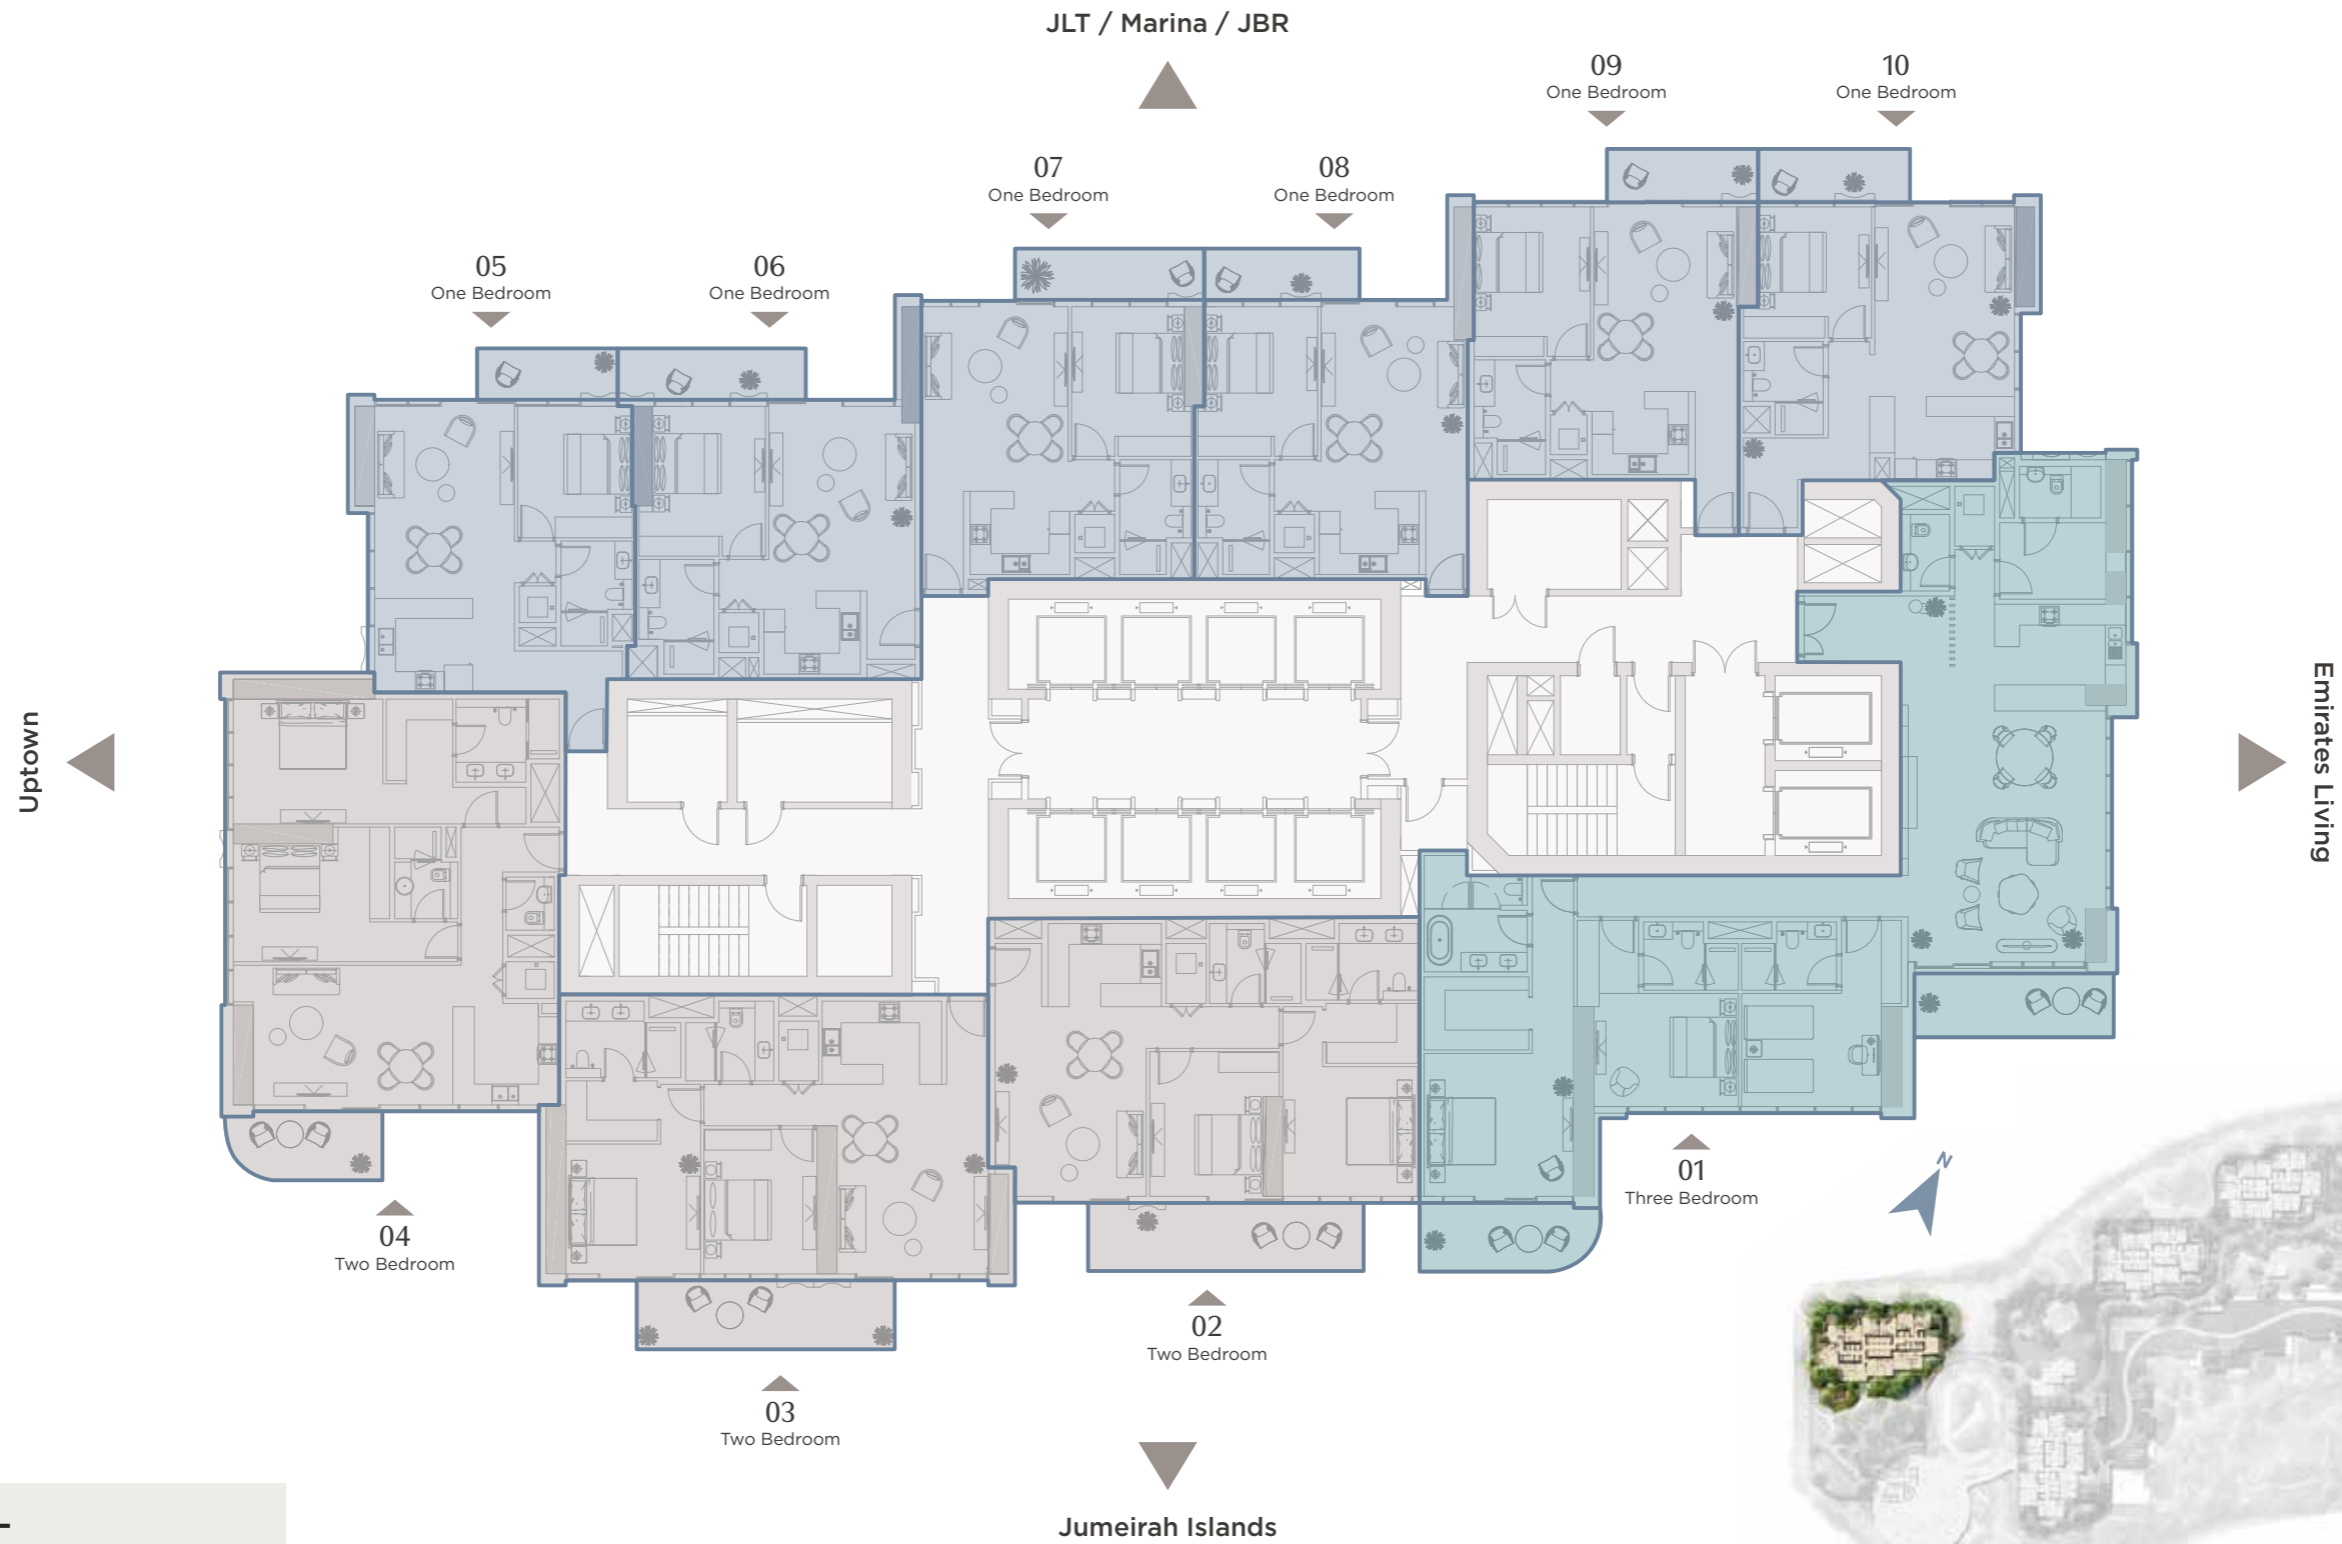 JLT / Marina / JBR
09
One Bedroom
10
One Bedroom
07
One Bedroom
08
One Bedroom
05
One Bedroom
06
One Bedroom
Uptown
Emirates Living
01
Three Bedroom
N
04
Two Bedroom
02
Two Bedroom
03
Two Bedroom
Jumeirah Islands